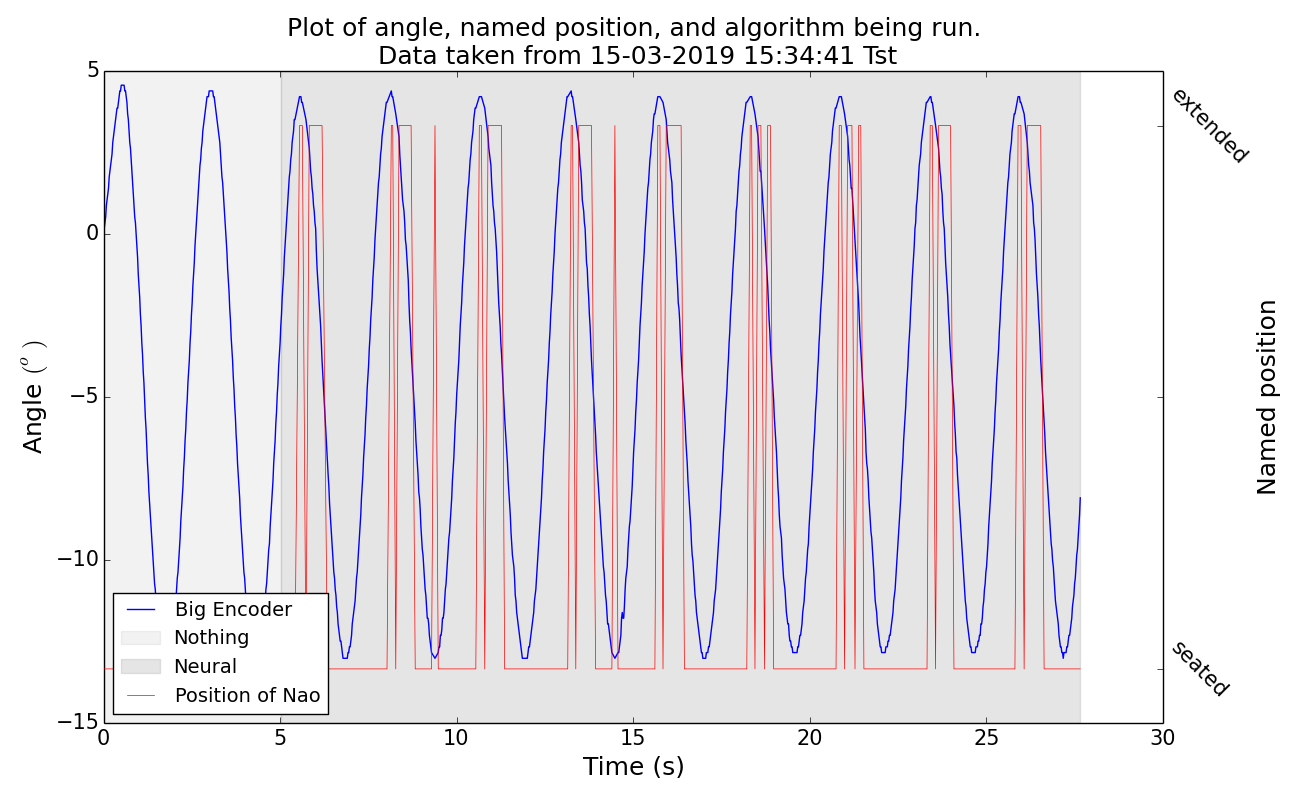 Plot of angle, named position, and algorithm being run.
Data taken from 15-03-2019 15:34:41 Tst
5
0
−5
−10
−15
Angle (o)
Big Encoder
Nothing
Neural
Position of Nao
0
5
10
15
20
25
30
Time (s)
extended
seated
Named position